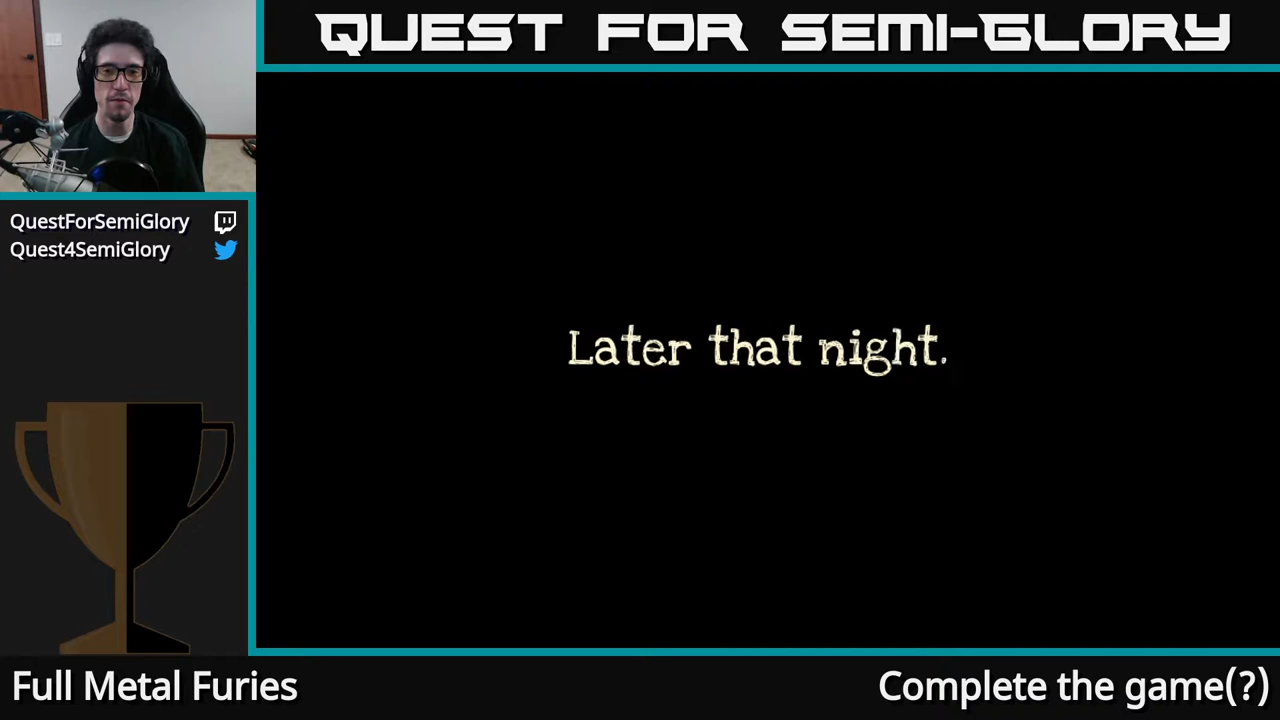 QUEST FOR SEMI-GLORY
QuestForSemiGlory
Quest4SemiGlory
Later that night.
Full Metal Furies
Complete the game(?)